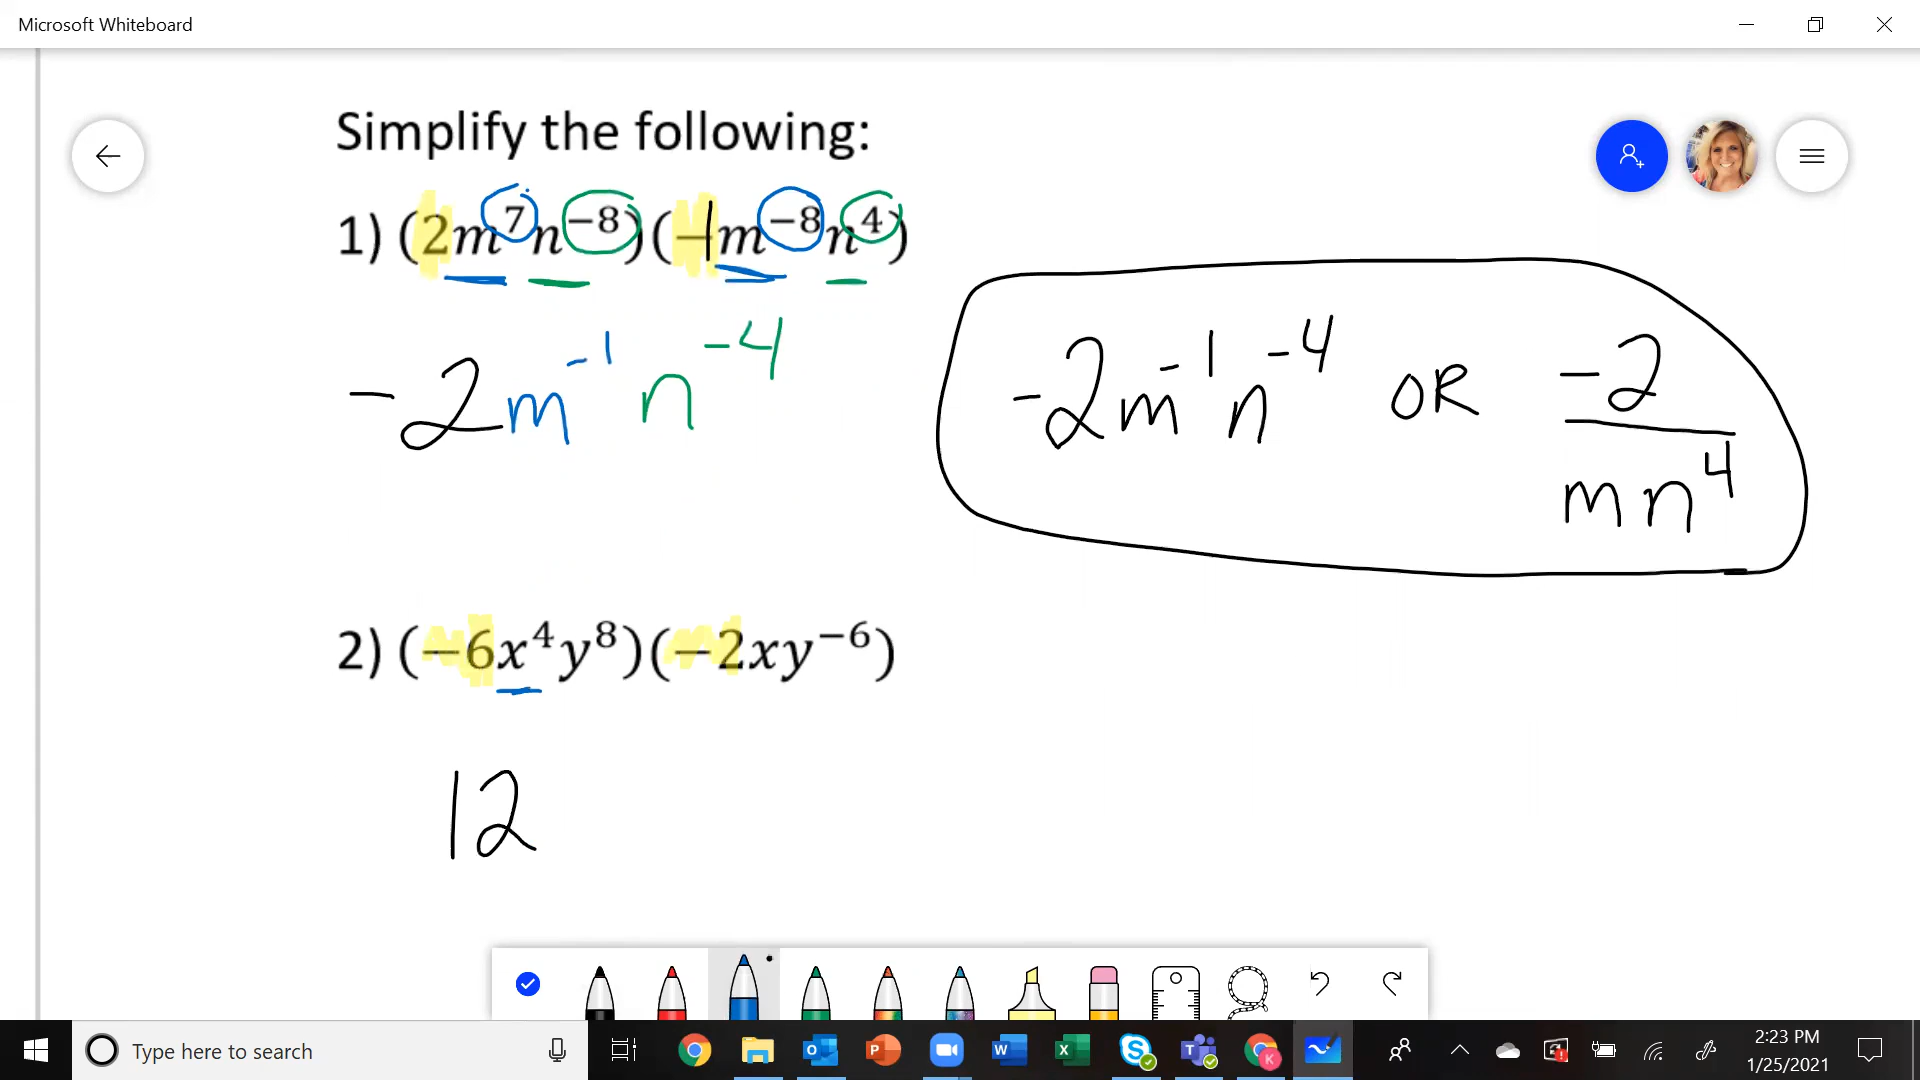 Microsoft Whiteboard
Simplify the following:
1) (2m⁷n⁻⁸)(−1m⁻⁸n⁴)
-2m⁻¹ n⁻⁴
-2m⁻¹n⁻⁴ OR -2/mn⁴
2) (−6x⁴y⁸)(−2xy⁻⁶)
12
Type here to search
2:23 PM
1/25/2021